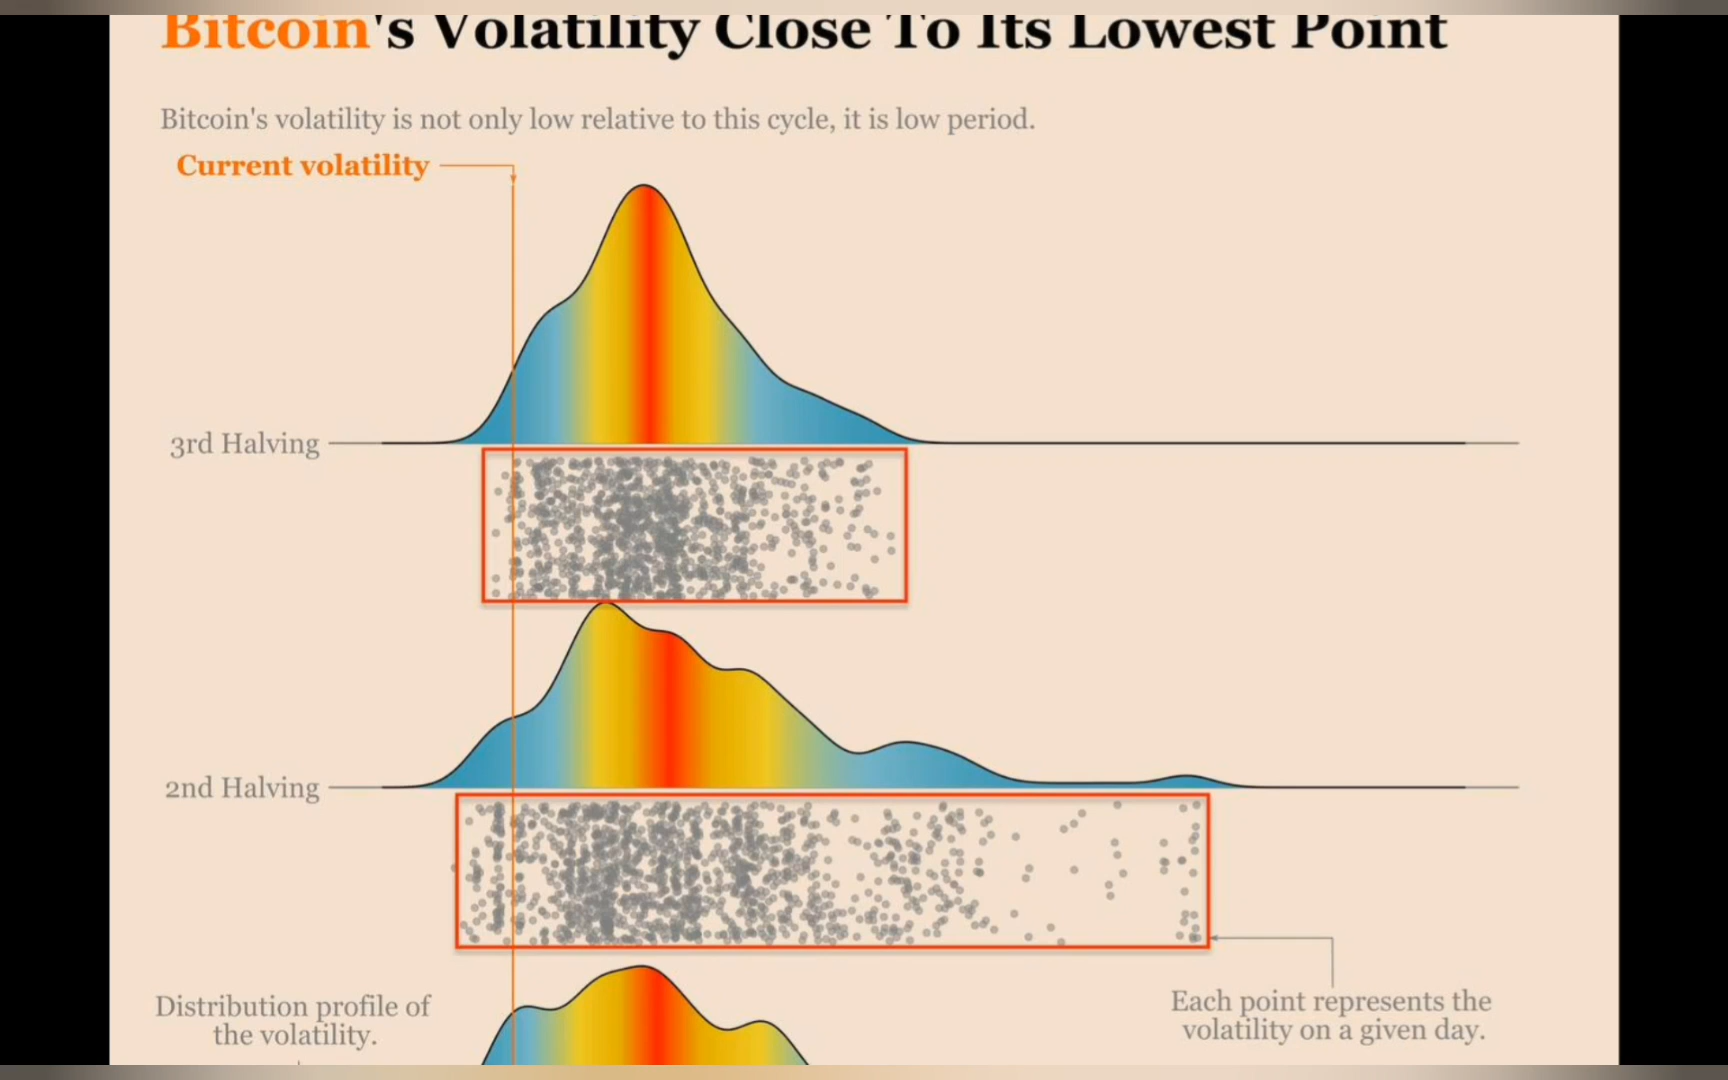 Bitcoin's Volatility Close To Its Lowest Point
Bitcoin's volatility is not only low relative to this cycle, it is low period.
Current volatility
3rd Halving
2nd Halving
Distribution profile of
the volatility.
Each point represents the
volatility on a given day.